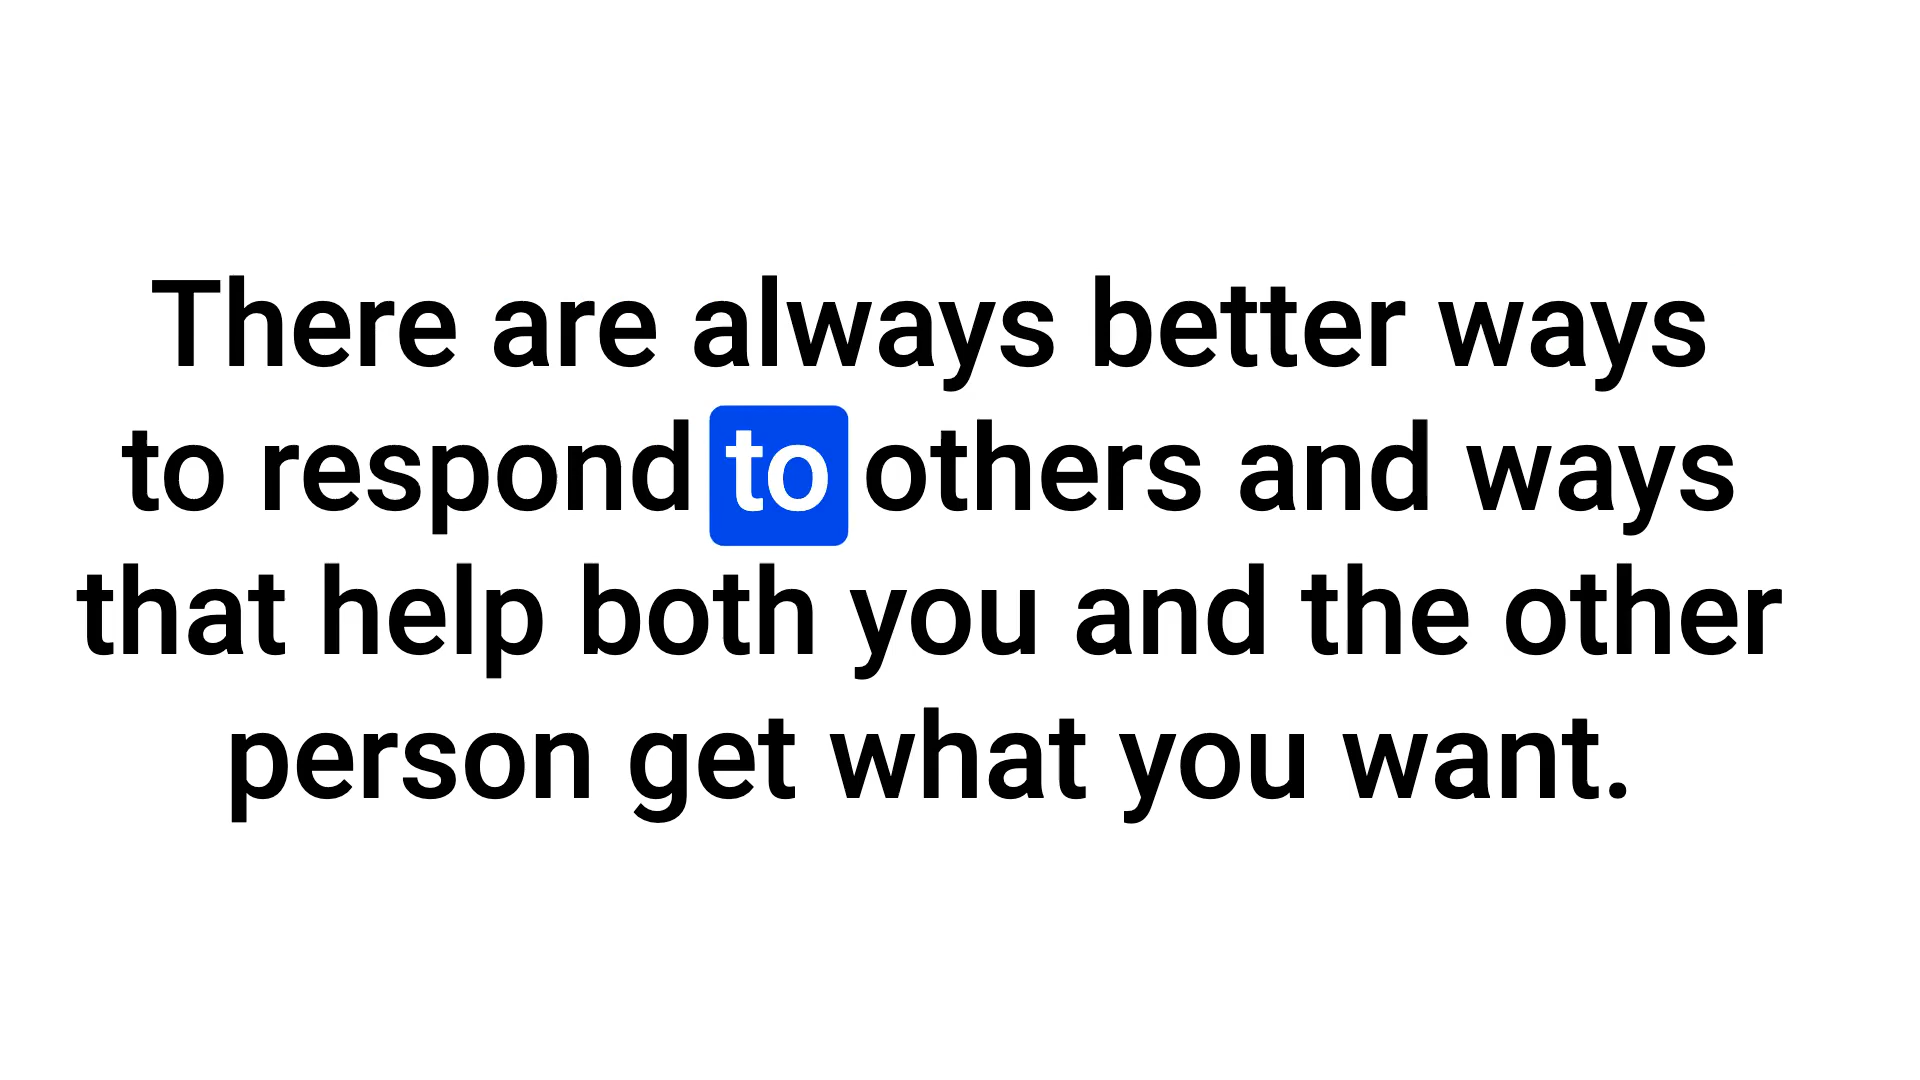 There are always better ways
to respond to others and ways
that help both you and the other
person get what you want.